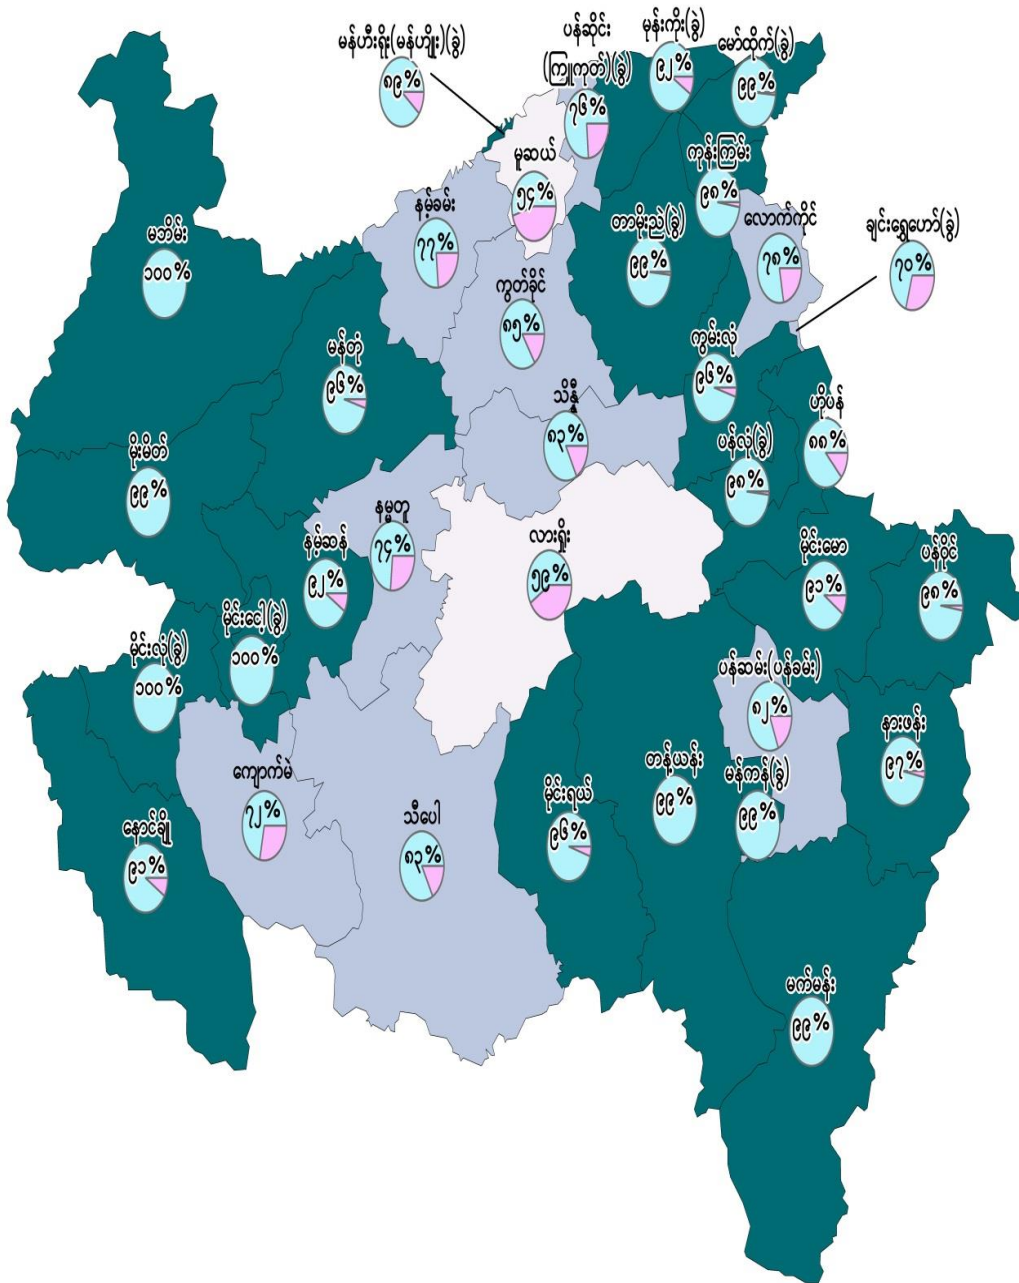 မုန်းကိုး(ခွဲ)
၉၂%
ပန်ဆိုင်း
(ကြူကုတ်)(ခွဲ)
၇၆%
မန်ဟီးရိုး(မန်ဟျိုး)(ခွဲ)
၈၉%
မော်ထိုက်(ခွဲ)
၉၉%
မူဆယ်
၅၄%
ကုန်းကြမ်း
၉၈%
နမ့်ခမ်း
၇၇%
တာမိုးညဲ(ခွဲ)
၉၉%
လောက်ကိုင်
၇၈%
ချင်းရွှေဟော်(ခွဲ)
၇၀%
မဘိမ်း
၁၀၀%
ကွတ်ခိုင်
၈၅%
မန်တုံ
၉၆%
ကွမ်းလုံ
၉၆%
သိန္နီ
၈၃%
ဟိုပန်
၈၈%
မိုးမိတ်
၉၉%
ပန်လုံ(ခွဲ)
၉၈%
နမ္မတူ
၇၄%
လားရှိုး
၅၉%
နမ့်ဆန်
၉၂%
မိုင်းမော
၉၁%
ပန်ဝိုင်
၉၈%
မိုင်းငေါ့(ခွဲ)
၁၀၀%
မိုင်းလုံ(ခွဲ)
၁၀၀%
ပန်ဆမ်း(ပန်ခမ်း)
၈၂%
နားဖန်း
၉၇%
ကျောက်မဲ
၇၂%
တန့်ယန်း
၉၉%
မန်ကန်(ခွဲ)
၉၉%
မိုင်းရယ်
၉၆%
သီပေါ
၈၃%
နောင်ချို
၉၁%
မက်မန်း
၉၉%